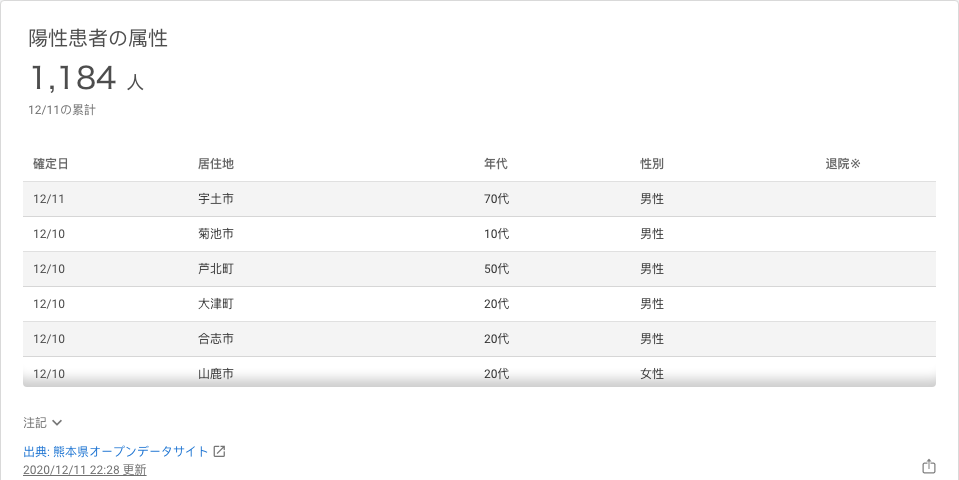 陽性患者の属性
1,184 人
12/11の累計
確定日 居住地 年代 性別 退院※
12/11 宇土市 70代 男性
12/10 菊池市 10代 男性
12/10 芦北町 50代 男性
12/10 大津町 20代 男性
12/10 合志市 20代 男性
12/10 山鹿市 20代 女性
注記
出典: 熊本県オープンデータサイト
2020/12/11 22:28 更新